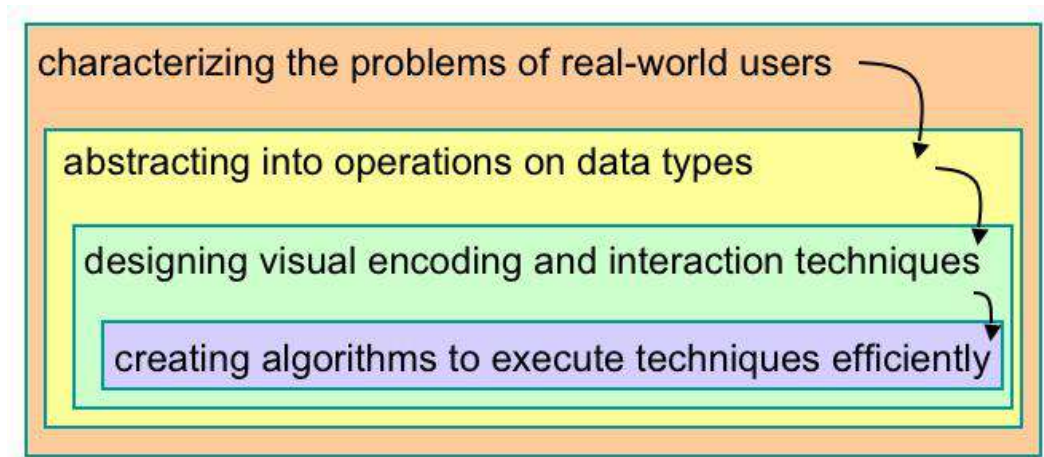 characterizing the problems of real-world users
abstracting into operations on data types
designing visual encoding and interaction techniques
creating algorithms to execute techniques efficiently